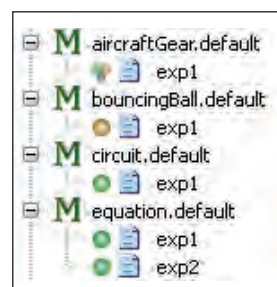 M aircraftGear.default
exp1
M bouncingBall.default
exp1
M circuit.default
exp1
M equation.default
exp1
exp2